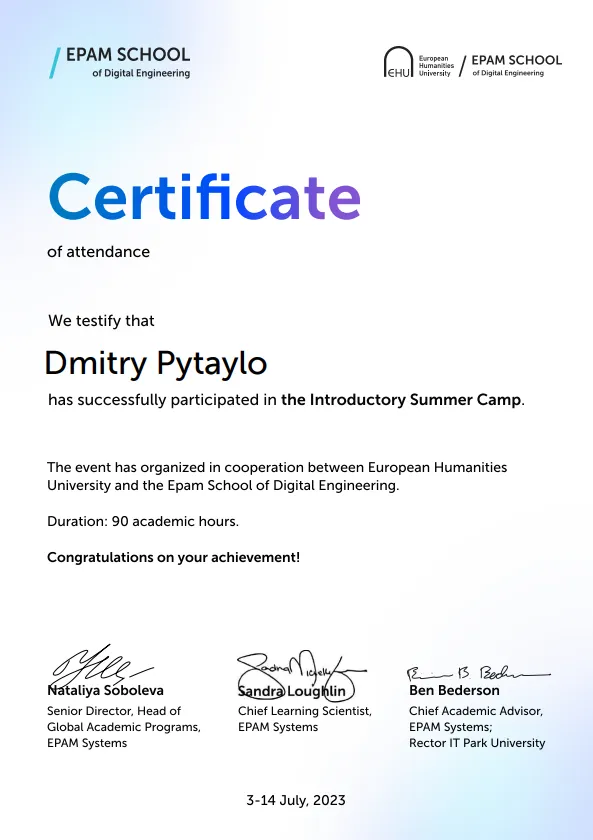 EPAM SCHOOL
of Digital Engineering
EHU
European
Humanities
University
/ EPAM SCHOOL
of Digital Engineering
Certificate
of attendance
We testify that
Dmitry Pytaylo
has successfully participated in the Introductory Summer Camp.
The event has organized in cooperation between European Humanities
University and the Epam School of Digital Engineering.
Duration: 90 academic hours.
Congratulations on your achievement!
Nataliya Soboleva
Senior Director, Head of
Global Academic Programs,
EPAM Systems
Sandra Loughlin
Chief Learning Scientist,
EPAM Systems
Ben Bederson
Chief Academic Advisor,
EPAM Systems;
Rector IT Park University
3-14 July, 2023